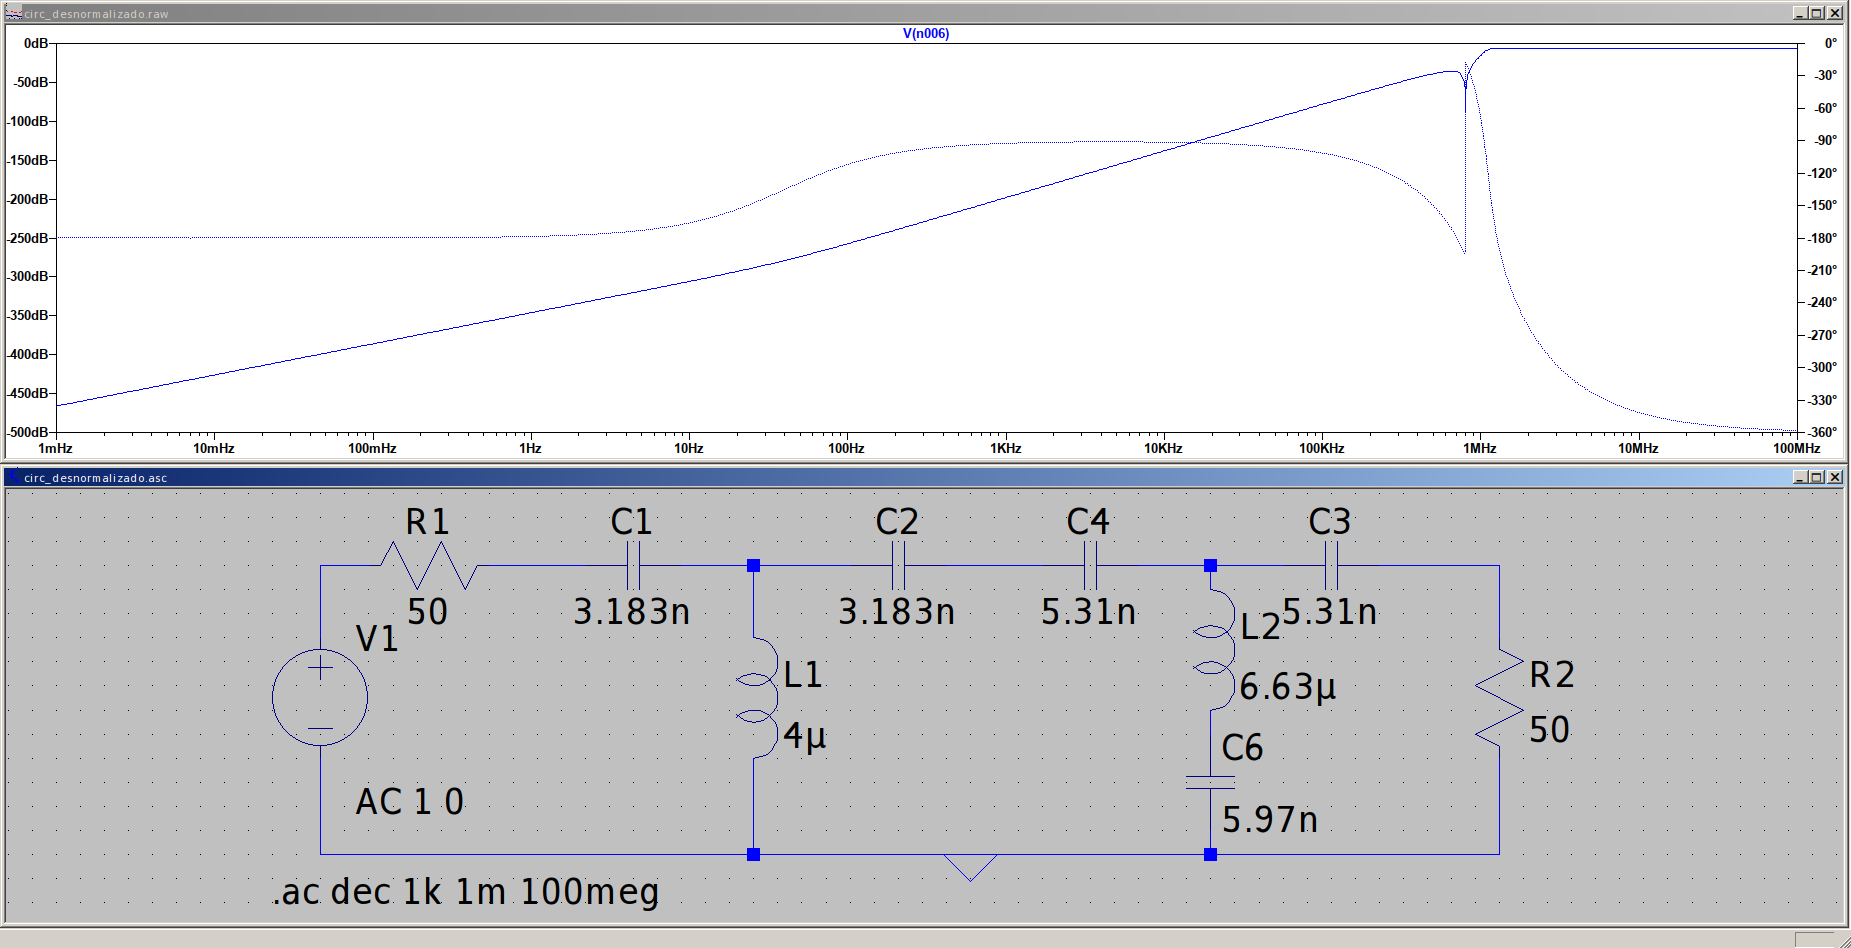 circ_desnormalizado.raw
V(n006)
0dB
-50dB
-100dB
-150dB
-200dB
-250dB
-300dB
-350dB
-400dB
-450dB
-500dB
0°
-30°
-60°
-90°
-120°
-150°
-180°
-210°
-240°
-270°
-300°
-330°
-360°
1mHz 10mHz 100mHz 1Hz 10Hz 100Hz 1KHz 10KHz 100KHz 1MHz 10MHz 100MHz
circ_desnormalizado.asc
R1 C1 C2 C4 C3
50 3.183n 3.183n 5.31n 5.31n
V1
L2
L1 6.63µ R2
4µ C6 50
AC 1 0 5.97n
.ac dec 1k 1m 100meg